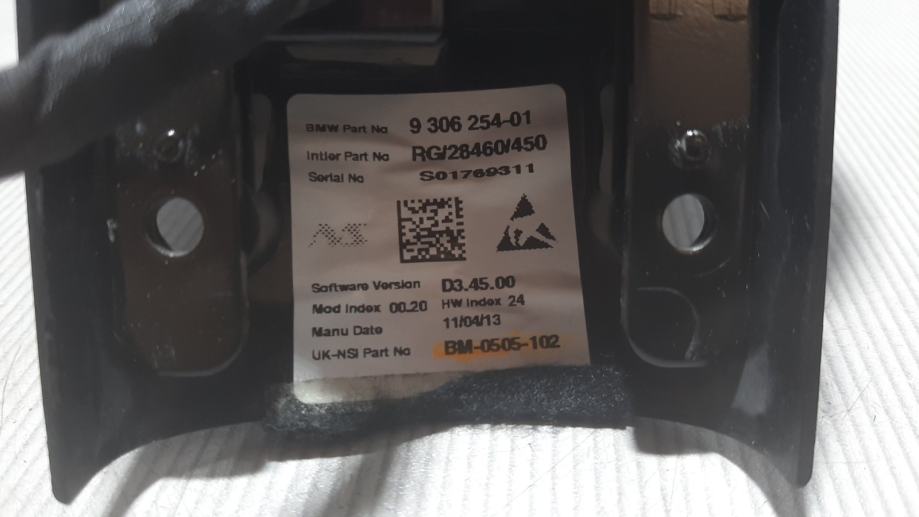 BMW Part No 9 306 254-01
Intier Part No RG/28460/450
Serial No S01769311
NS
Software Version D3.45.00
Mod Index 00.20 HW Index 24
Manu Date 11/04/13
UK-NSI Part No BM-0505-102